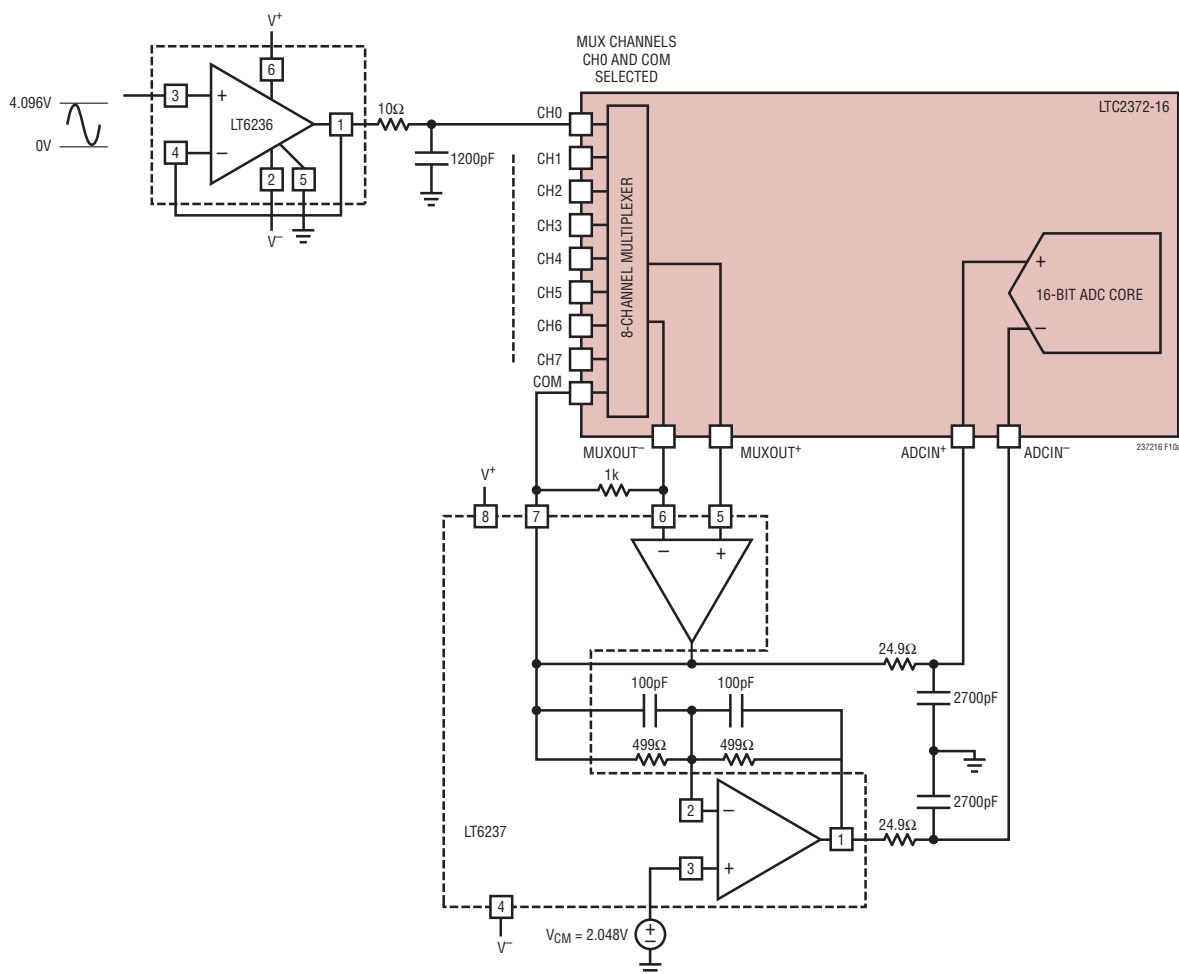 V+
6
3
+
LT6236
1
4
−
2
5
V−
4.096V
0V
10Ω
1200pF
MUX CHANNELS
CH0 AND COM
SELECTED
LTC2372-16
CH0
CH1
CH2
CH3
CH4
CH5
CH6
CH7
COM
8-CHANNEL MULTIPLEXER
+
16-BIT ADC CORE
−
MUXOUT−
MUXOUT+
ADCIN+
ADCIN−
237216 F10a
V+
1k
8
7
6
5
−
+
24.9Ω
100pF
100pF
2700pF
499Ω
499Ω
2700pF
2
−
LT6237
1
24.9Ω
3
+
4
V−
VCM = 2.048V
+
−